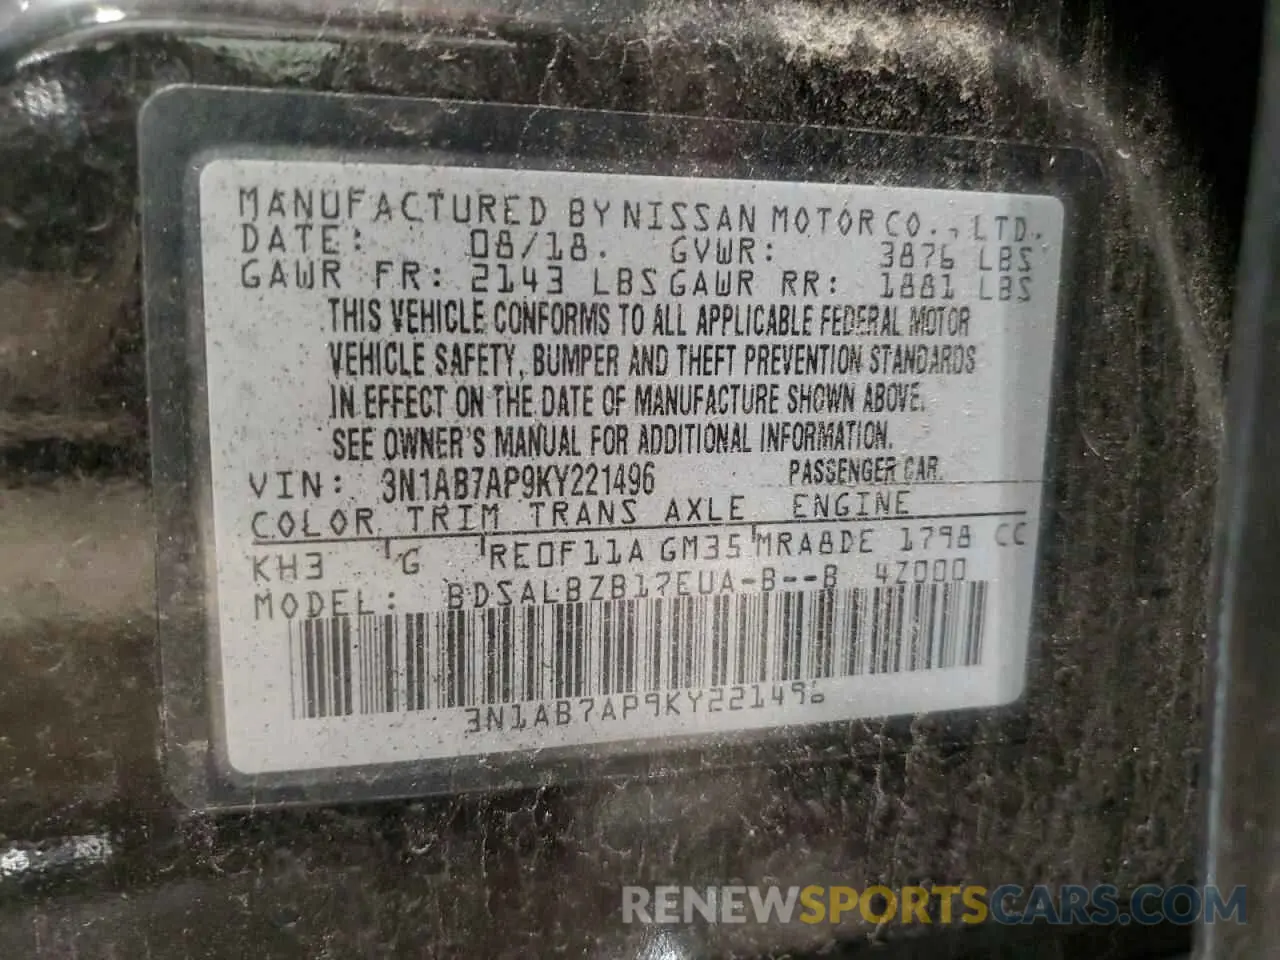 MANUFACTURED BY NISSAN MOTOR CO., LTD.
DATE: 08/18. GVWR: 3876 LBS
GAWR FR: 2143 LBS GAWR RR: 1881 LBS
THIS VEHICLE CONFORMS TO ALL APPLICABLE FEDERAL MOTOR
VEHICLE SAFETY, BUMPER AND THEFT PREVENTION STANDARDS
IN EFFECT ON THE DATE OF MANUFACTURE SHOWN ABOVE.
SEE OWNER'S MANUAL FOR ADDITIONAL INFORMATION.
VIN: 3N1AB7AP9KY221496 PASSENGER CAR.
COLOR TRIM TRANS AXLE ENGINE
KH3 G RE0F11A GM35 MRA8DE 1798 CC
MODEL: BDSALBZB17EUA-B--B 4Z000
3N1AB7AP9KY221496
RENEWSPORTSCARS.COM